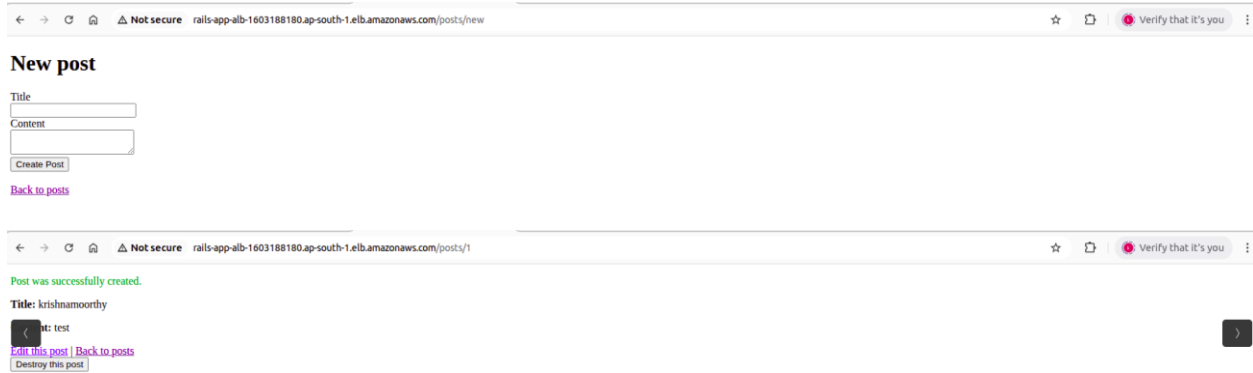 Not secure rails-app-alb-1603188180.ap-south-1.elb.amazonaws.com/posts/new Verify that it's you
New post
Title
Content
Create Post
Back to posts
Not secure rails-app-alb-1603188180.ap-south-1.elb.amazonaws.com/posts/1 Verify that it's you
Post was successfully created.
Title: krishnamoorthy
nt: test
Edit this post | Back to posts
Destroy this post